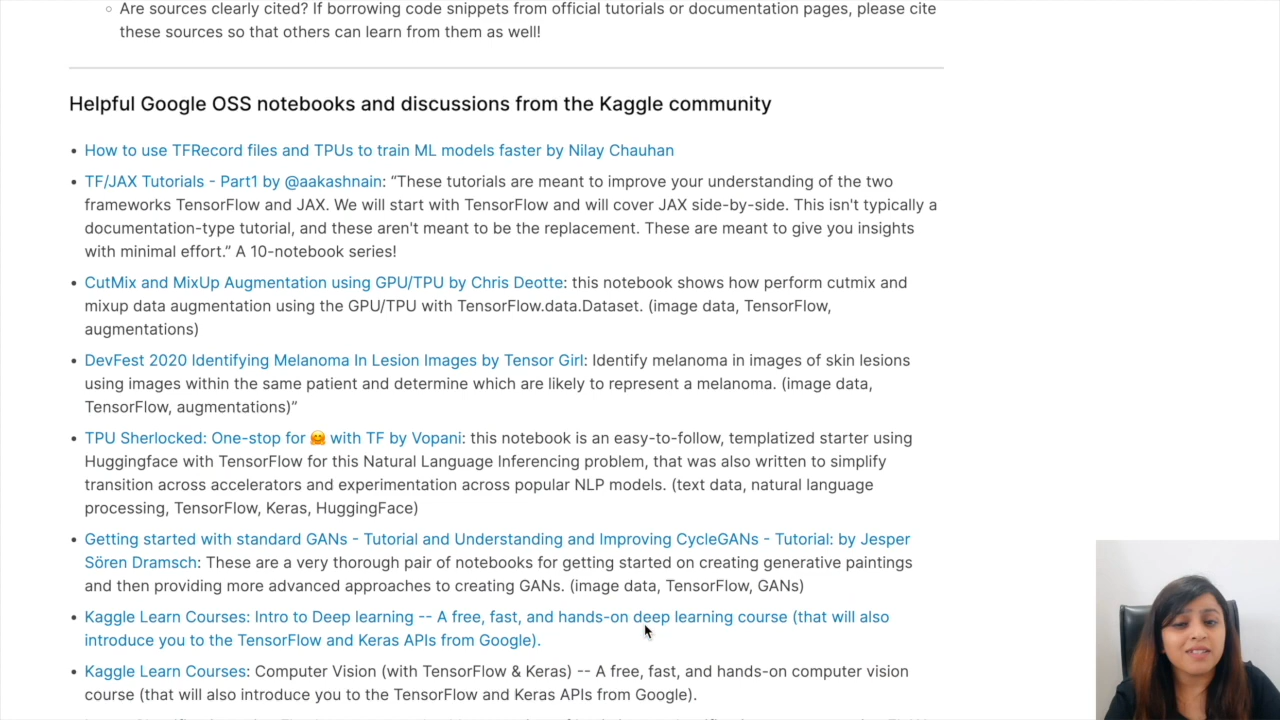 Are sources clearly cited? If borrowing code snippets from official tutorials or documentation pages, please cite
these sources so that others can learn from them as well!
Helpful Google OSS notebooks and discussions from the Kaggle community
How to use TFRecord files and TPUs to train ML models faster by Nilay Chauhan
TF/JAX Tutorials - Part1 by @aakashnain: “These tutorials are meant to improve your understanding of the two
frameworks TensorFlow and JAX. We will start with TensorFlow and will cover JAX side-by-side. This isn't typically a
documentation-type tutorial, and these aren't meant to be the replacement. These are meant to give you insights
with minimal effort.” A 10-notebook series!
CutMix and MixUp Augmentation using GPU/TPU by Chris Deotte: this notebook shows how perform cutmix and
mixup data augmentation using the GPU/TPU with TensorFlow.data.Dataset. (image data, TensorFlow,
augmentations)
DevFest 2020 Identifying Melanoma In Lesion Images by Tensor Girl: Identify melanoma in images of skin lesions
using images within the same patient and determine which are likely to represent a melanoma. (image data,
TensorFlow, augmentations)”
TPU Sherlocked: One-stop for 🤗 with TF by Vopani: this notebook is an easy-to-follow, templatized starter using
Huggingface with TensorFlow for this Natural Language Inferencing problem, that was also written to simplify
transition across accelerators and experimentation across popular NLP models. (text data, natural language
processing, TensorFlow, Keras, HuggingFace)
Getting started with standard GANs - Tutorial and Understanding and Improving CycleGANs - Tutorial: by Jesper
Sören Dramsch: These are a very thorough pair of notebooks for getting started on creating generative paintings
and then providing more advanced approaches to creating GANs. (image data, TensorFlow, GANs)
Kaggle Learn Courses: Intro to Deep learning -- A free, fast, and hands-on deep learning course (that will also
introduce you to the TensorFlow and Keras APIs from Google).
Kaggle Learn Courses: Computer Vision (with TensorFlow & Keras) -- A free, fast, and hands-on computer vision
course (that will also introduce you to the TensorFlow and Keras APIs from Google).